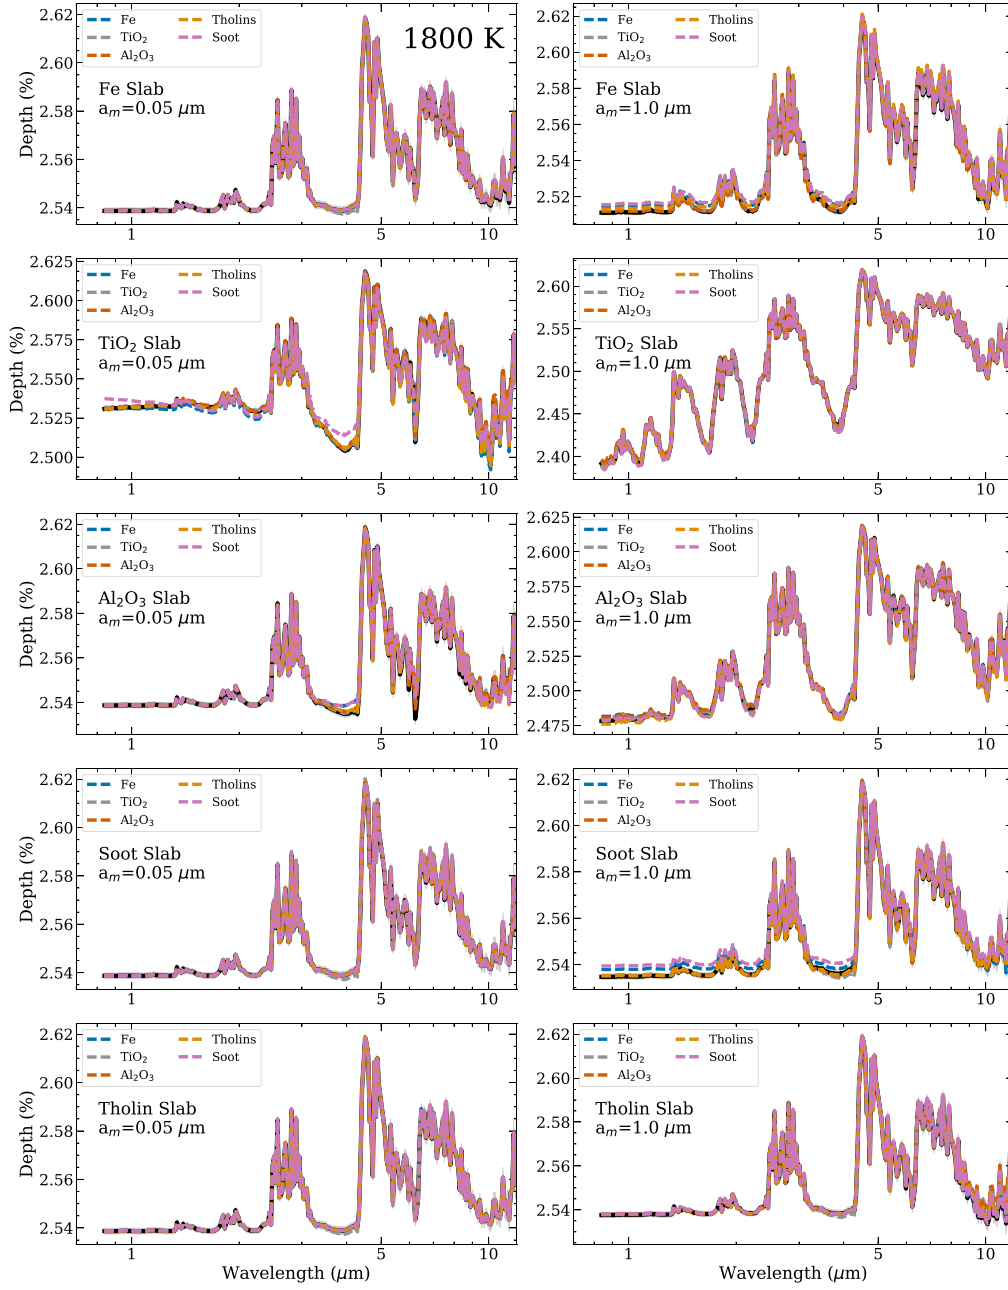 1800 K
Fe Tholins
TiO₂ Soot
Al₂O₃
Fe Slab
aₘ=0.05 μm
Depth (%)
2.62
2.60
2.58
2.56
2.54
1 5 10
Fe Tholins
TiO₂ Soot
Al₂O₃
Fe Slab
aₘ=1.0 μm
2.62
2.60
2.58
2.56
2.54
2.52
1 5 10
Fe Tholins
TiO₂ Soot
Al₂O₃
TiO₂ Slab
aₘ=0.05 μm
Depth (%)
2.625
2.600
2.575
2.550
2.525
2.500
1 5 10
Fe Tholins
TiO₂ Soot
Al₂O₃
TiO₂ Slab
aₘ=1.0 μm
2.60
2.55
2.50
2.45
2.40
1 5 10
Fe Tholins
TiO₂ Soot
Al₂O₃
Al₂O₃ Slab
aₘ=0.05 μm
Depth (%)
2.62
2.60
2.58
2.56
2.54
1 5 10
Fe Tholins
TiO₂ Soot
Al₂O₃
Al₂O₃ Slab
aₘ=1.0 μm
2.625
2.600
2.575
2.550
2.525
2.500
2.475
1 5 10
Fe Tholins
TiO₂ Soot
Al₂O₃
Soot Slab
aₘ=0.05 μm
Depth (%)
2.62
2.60
2.58
2.56
2.54
1 5 10
Fe Tholins
TiO₂ Soot
Al₂O₃
Soot Slab
aₘ=1.0 μm
2.62
2.60
2.58
2.56
2.54
1 5 10
Fe Tholins
TiO₂ Soot
Al₂O₃
Tholin Slab
aₘ=0.05 μm
Depth (%)
2.62
2.60
2.58
2.56
2.54
1 5 10
Wavelength (μm)
Fe Tholins
TiO₂ Soot
Al₂O₃
Tholin Slab
aₘ=1.0 μm
2.62
2.60
2.58
2.56
2.54
1 5 10
Wavelength (μm)